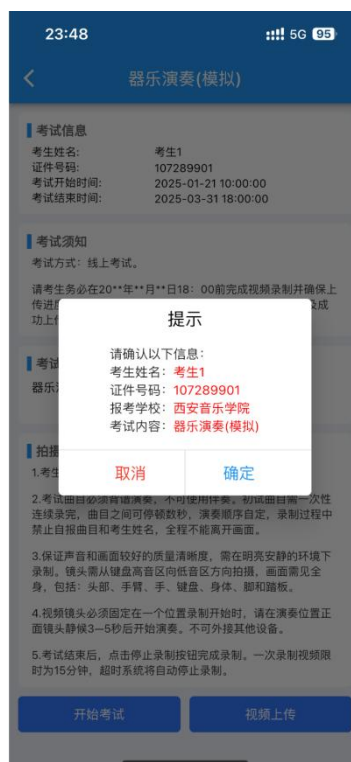 23:48
5G 95
器乐演奏(模拟)
考试信息
考生姓名: 考生1
证件号码: 107289901
考试开始时间: 2025-01-21 10:00:00
考试结束时间: 2025-03-31 18:00:00
考试须知
考试方式：线上考试。
请考生务必在20**年**月**日18：00前完成视频录制并确保上
传进
成
功上传
提示
请确认以下信息：
考生姓名：考生1
证件号码：107289901
报考学校：西安音乐学院
考试内容：器乐演奏(模拟)
取消 确定
考试
器乐
拍摄
1.考生
2.考试曲目必须背谱演奏，不可使用伴奏。初试曲目需一次性
连续录完，曲目之间可停顿数秒，演奏顺序自定，录制过程中
禁止自报曲目和考生姓名，全程不能离开画面。
3.保证声音和画面较好的质量清晰度，需在明亮安静的环境下
录制。镜头需从键盘高音区向低音区方向拍摄，画面需见全
身，包括：头部、手臂、手、键盘、身体、脚和踏板。
4.视频镜头必须固定在一个位置录制开始时，请在演奏位置正
面镜头静候3—5秒后开始演奏。不可外接其他设备。
5.考试结束后，点击停止录制按钮完成录制。一次录制视频限
时为15分钟，超时系统将自动停止录制。
开始考试 视频上传